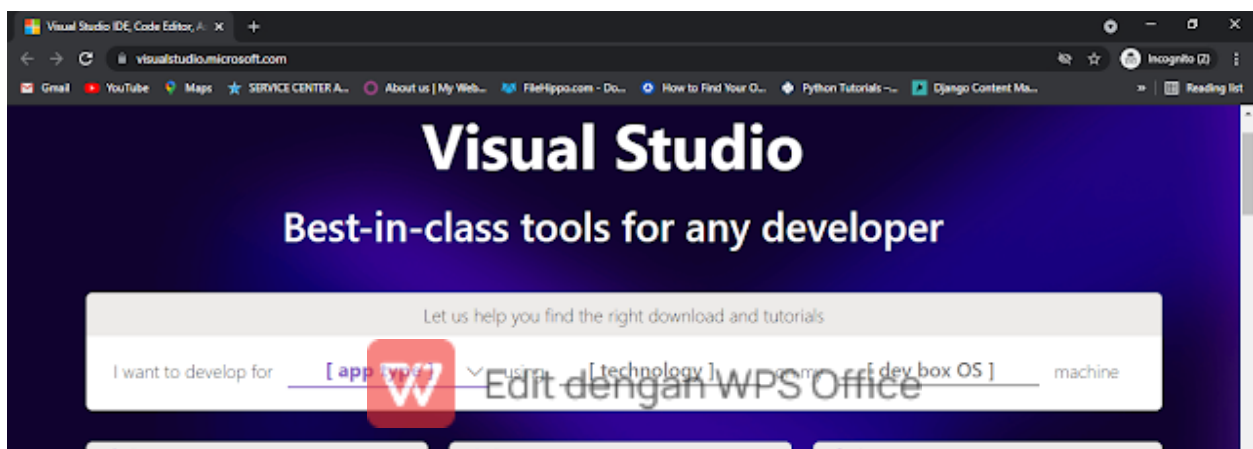 Visual Studio IDE, Code Editor, A
visualstudio.microsoft.com
Incognito (2)
Gmail YouTube Maps SERVICE CENTER A... About us | My Web... FileHippo.com - Do... How to Find Your O... Python Tutorials –... Django Content Ma... » Reading list
Visual Studio
Best-in-class tools for any developer
Let us help you find the right download and tutorials
I want to develop for [ app type ] using [ technology ] on my [ dev box OS ] machine
Edit dengan WPS Office